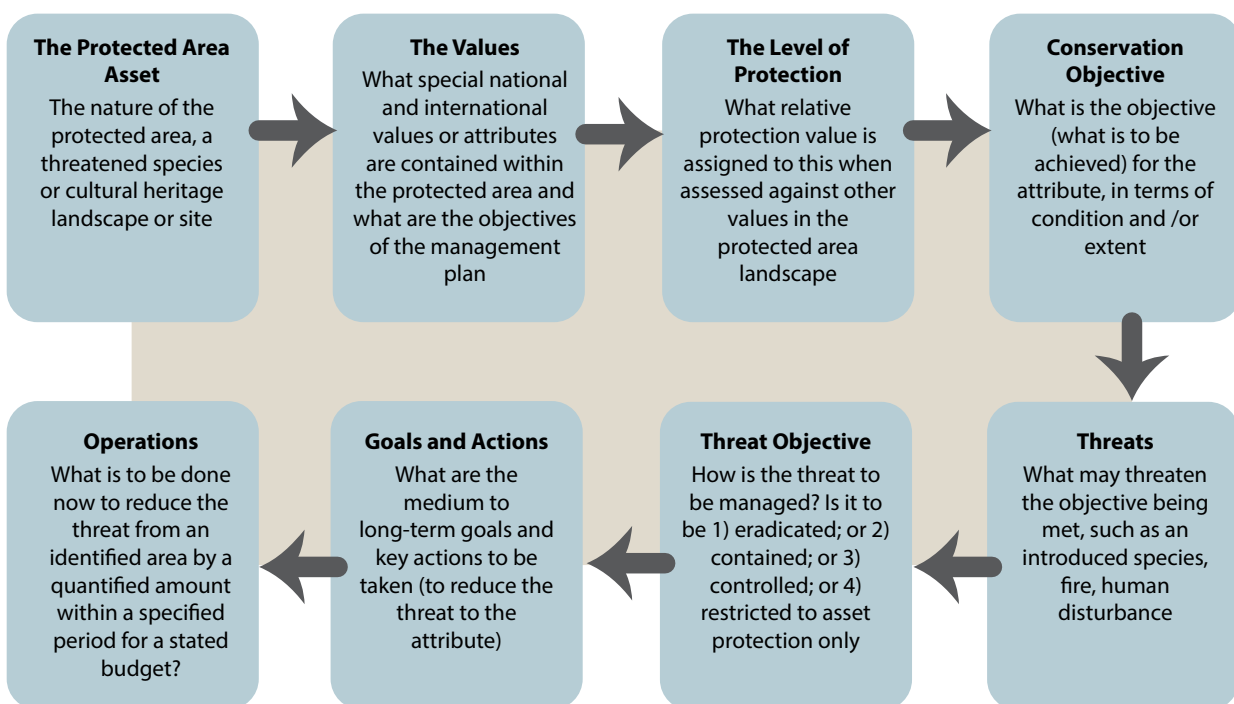 The Protected Area
Asset
The nature of the
protected area, a
threatened species
or cultural heritage
landscape or site
The Values
What special national
and international
values or attributes
are contained within
the protected area and
what are the objectives
of the management
plan
The Level of
Protection
What relative
protection value is
assigned to this when
assessed against other
values in the
protected area
landscape
Conservation
Objective
What is the objective
(what is to be
achieved) for the
attribute, in terms of
condition and /or
extent
Threats
What may threaten
the objective being
met, such as an
introduced species,
fire, human
disturbance
Threat Objective
How is the threat to
be managed? Is it to
be 1) eradicated; or 2)
contained; or 3)
controlled; or 4)
restricted to asset
protection only
Goals and Actions
What are the
medium to
long-term goals and
key actions to be
taken (to reduce the
threat to the
attribute)
Operations
What is to be done
now to reduce the
threat from an
identified area by a
quantified amount
within a specified
period for a stated
budget?